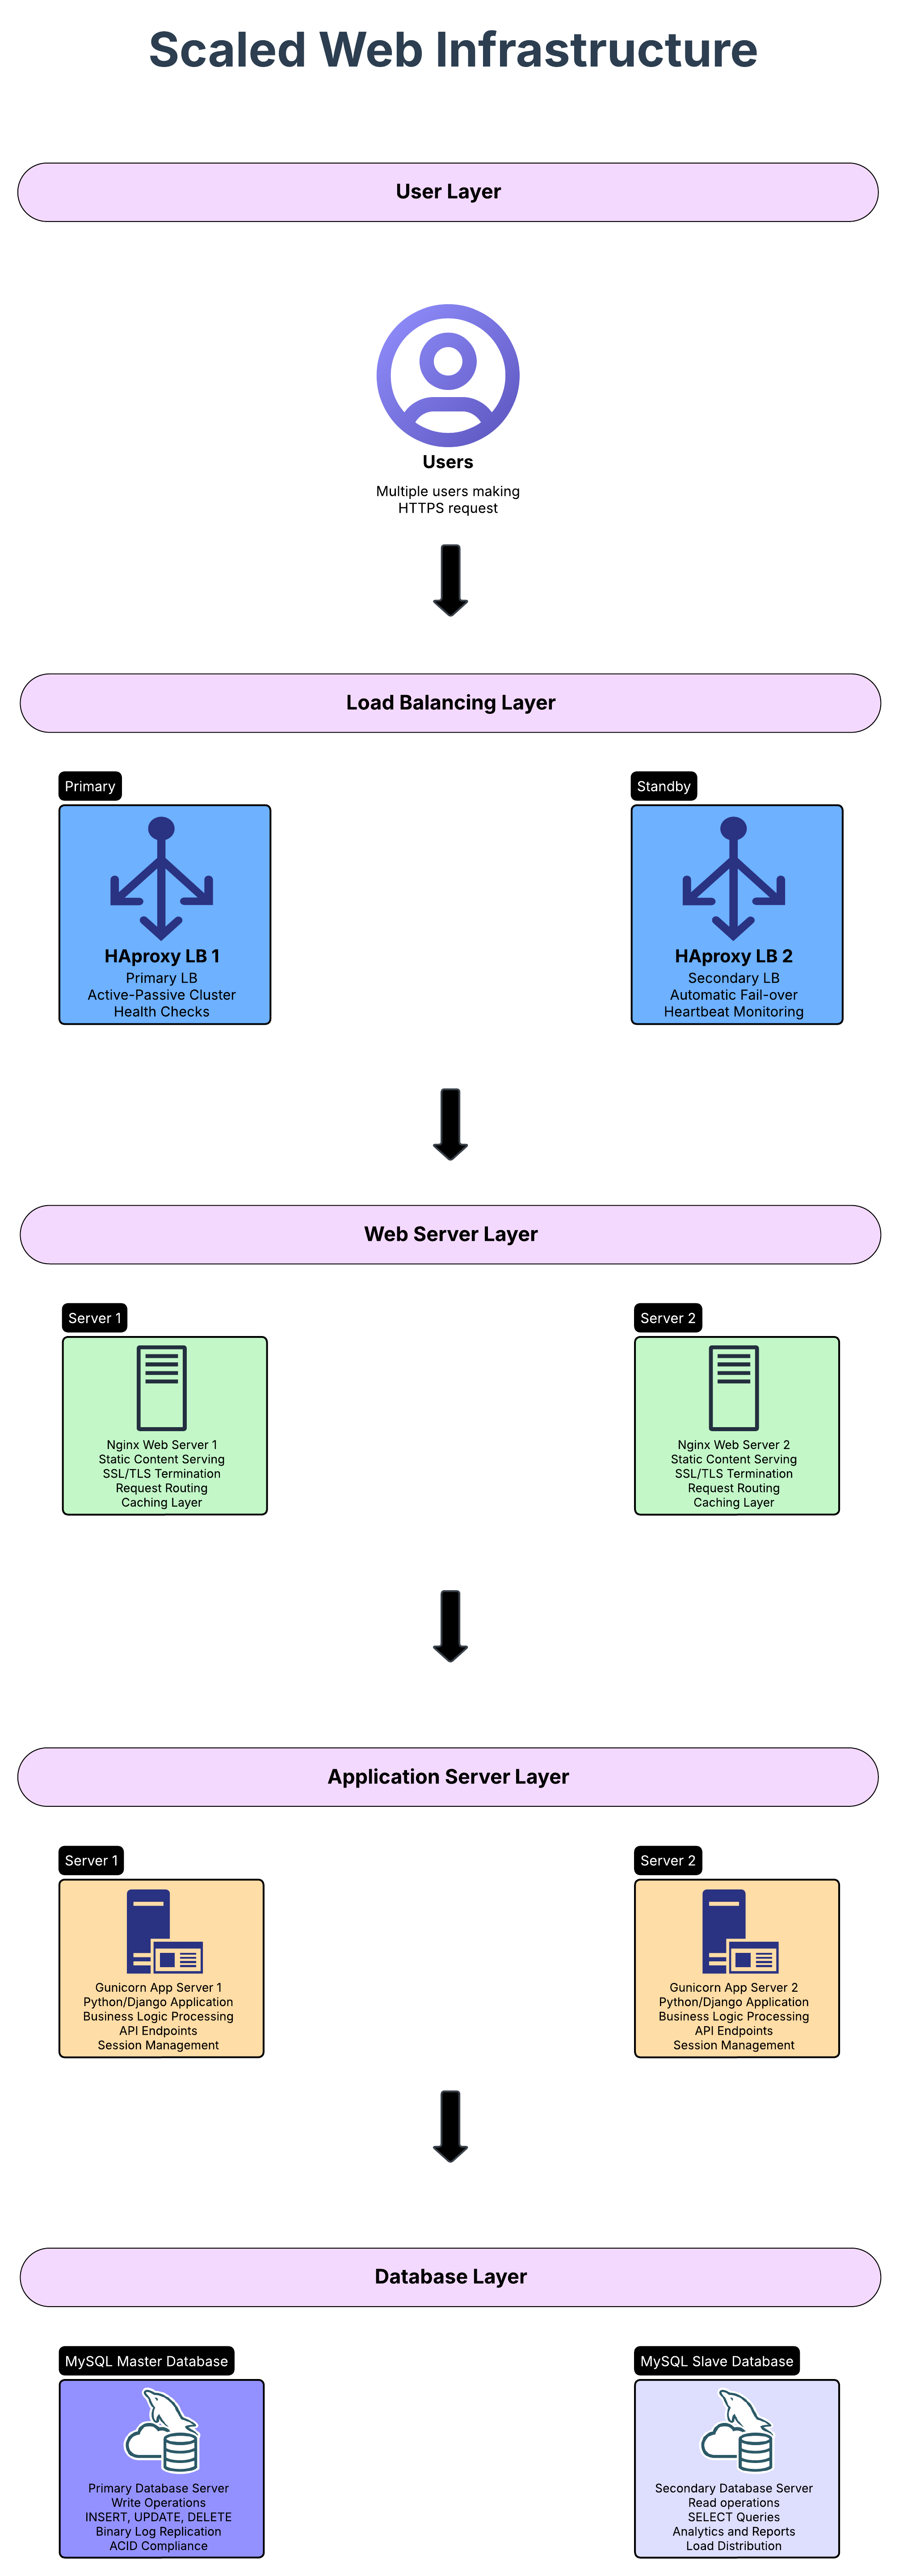 Scaled Web Infrastructure
User Layer
Users
Multiple users making
HTTPS request
Load Balancing Layer
Primary
HAproxy LB 1
Primary LB
Active-Passive Cluster
Health Checks
Standby
HAproxy LB 2
Secondary LB
Automatic Fail-over
Heartbeat Monitoring
Web Server Layer
Server 1
Nginx Web Server 1
Static Content Serving
SSL/TLS Termination
Request Routing
Caching Layer
Server 2
Nginx Web Server 2
Static Content Serving
SSL/TLS Termination
Request Routing
Caching Layer
Application Server Layer
Server 1
Gunicorn App Server 1
Python/Django Application
Business Logic Processing
API Endpoints
Session Management
Server 2
Gunicorn App Server 2
Python/Django Application
Business Logic Processing
API Endpoints
Session Management
Database Layer
MySQL Master Database
Primary Database Server
Write Operations
INSERT, UPDATE, DELETE
Binary Log Replication
ACID Compliance
MySQL Slave Database
Secondary Database Server
Read operations
SELECT Queries
Analytics and Reports
Load Distribution